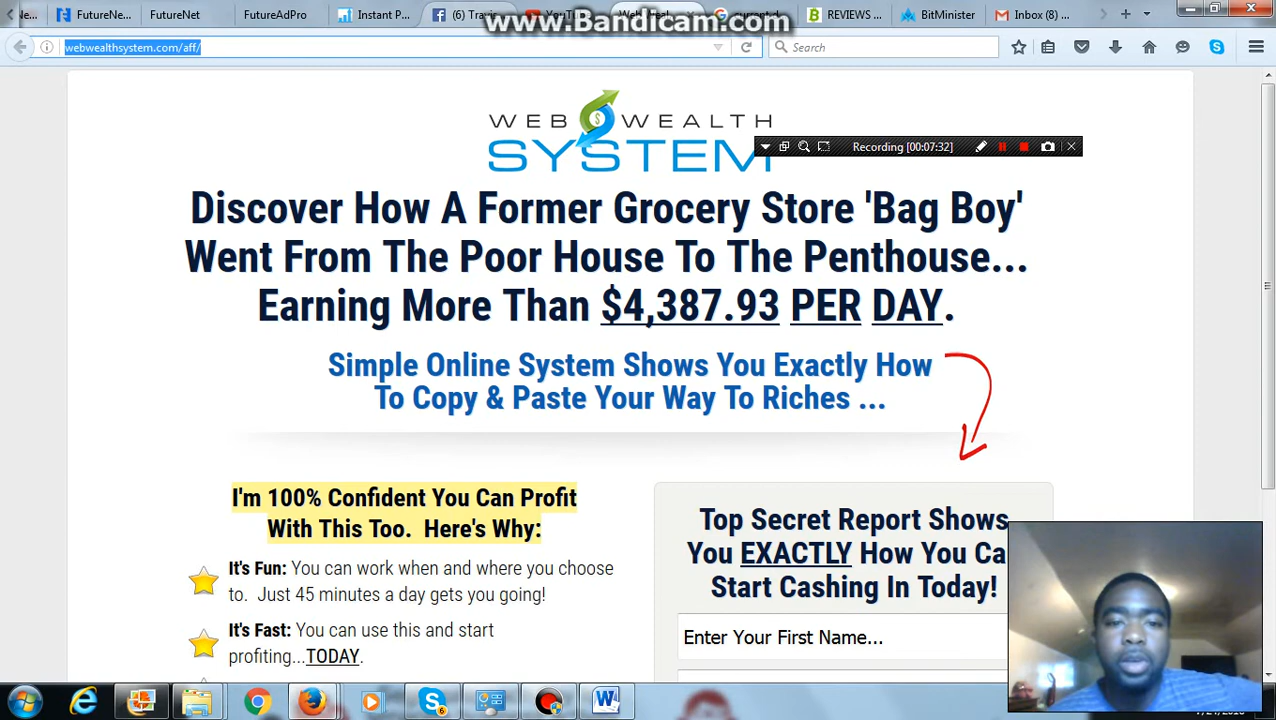 www.Bandicam.com
FutureNe...
FutureNet
FutureAdPro
Instant P...
(6) Travis
REVIEWS ...
BitMinister
Inbox (8) ...
webwealthsystem.com/aff/
Search
WEB WEALTH
SYSTEM
Recording [00:07:32]
Discover How A Former Grocery Store 'Bag Boy'
Went From The Poor House To The Penthouse...
Earning More Than $4,387.93 PER DAY.
Simple Online System Shows You Exactly How
To Copy & Paste Your Way To Riches ...
I'm 100% Confident You Can Profit
With This Too. Here's Why:
It's Fun: You can work when and where you choose
to. Just 45 minutes a day gets you going!
It's Fast: You can use this and start
profiting...TODAY.
Top Secret Report Shows
You EXACTLY How You Ca
Start Cashing In Today!
Enter Your First Name...